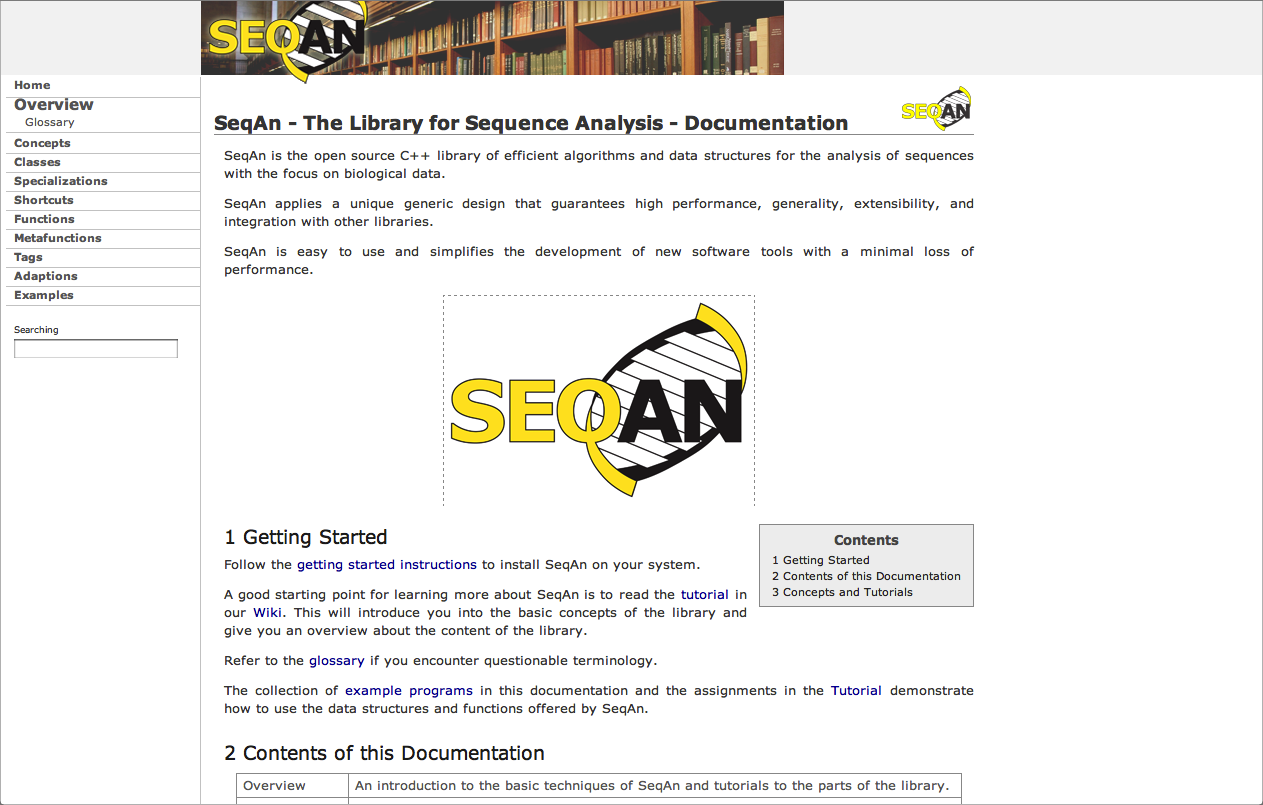 SEQAN
Home
Overview
Glossary
Concepts
Classes
Specializations
Shortcuts
Functions
Metafunctions
Tags
Adaptions
Examples
Searching
SEQAN
SeqAn - The Library for Sequence Analysis - Documentation
SeqAn is the open source C++ library of efficient algorithms and data structures for the analysis of sequences
with the focus on biological data.
SeqAn applies a unique generic design that guarantees high performance, generality, extensibility, and
integration with other libraries.
SeqAn is easy to use and simplifies the development of new software tools with a minimal loss of
performance.
SEQAN
1 Getting Started
Follow the getting started instructions to install SeqAn on your system.
A good starting point for learning more about SeqAn is to read the tutorial in
our Wiki. This will introduce you into the basic concepts of the library and
give you an overview about the content of the library.
Refer to the glossary if you encounter questionable terminology.
The collection of example programs in this documentation and the assignments in the Tutorial demonstrate
how to use the data structures and functions offered by SeqAn.
Contents
1 Getting Started
2 Contents of this Documentation
3 Concepts and Tutorials
2 Contents of this Documentation
Overview An introduction to the basic techniques of SeqAn and tutorials to the parts of the library.